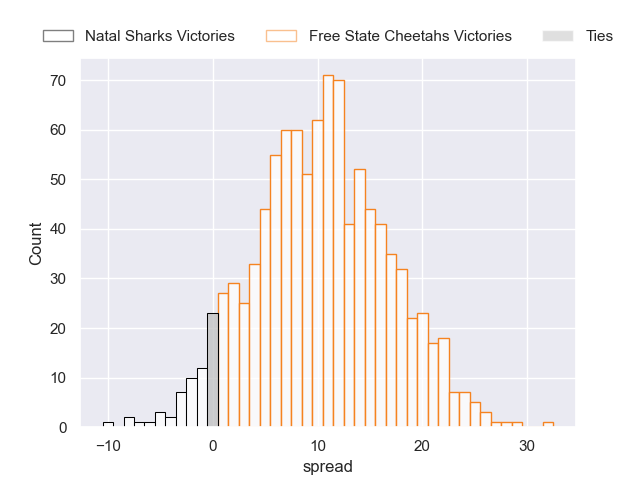 Natal Sharks Victories Free State Cheetahs Victories Ties
70
60
50
40
30
20
10
0
Count
−10 0 10 20 30
spread